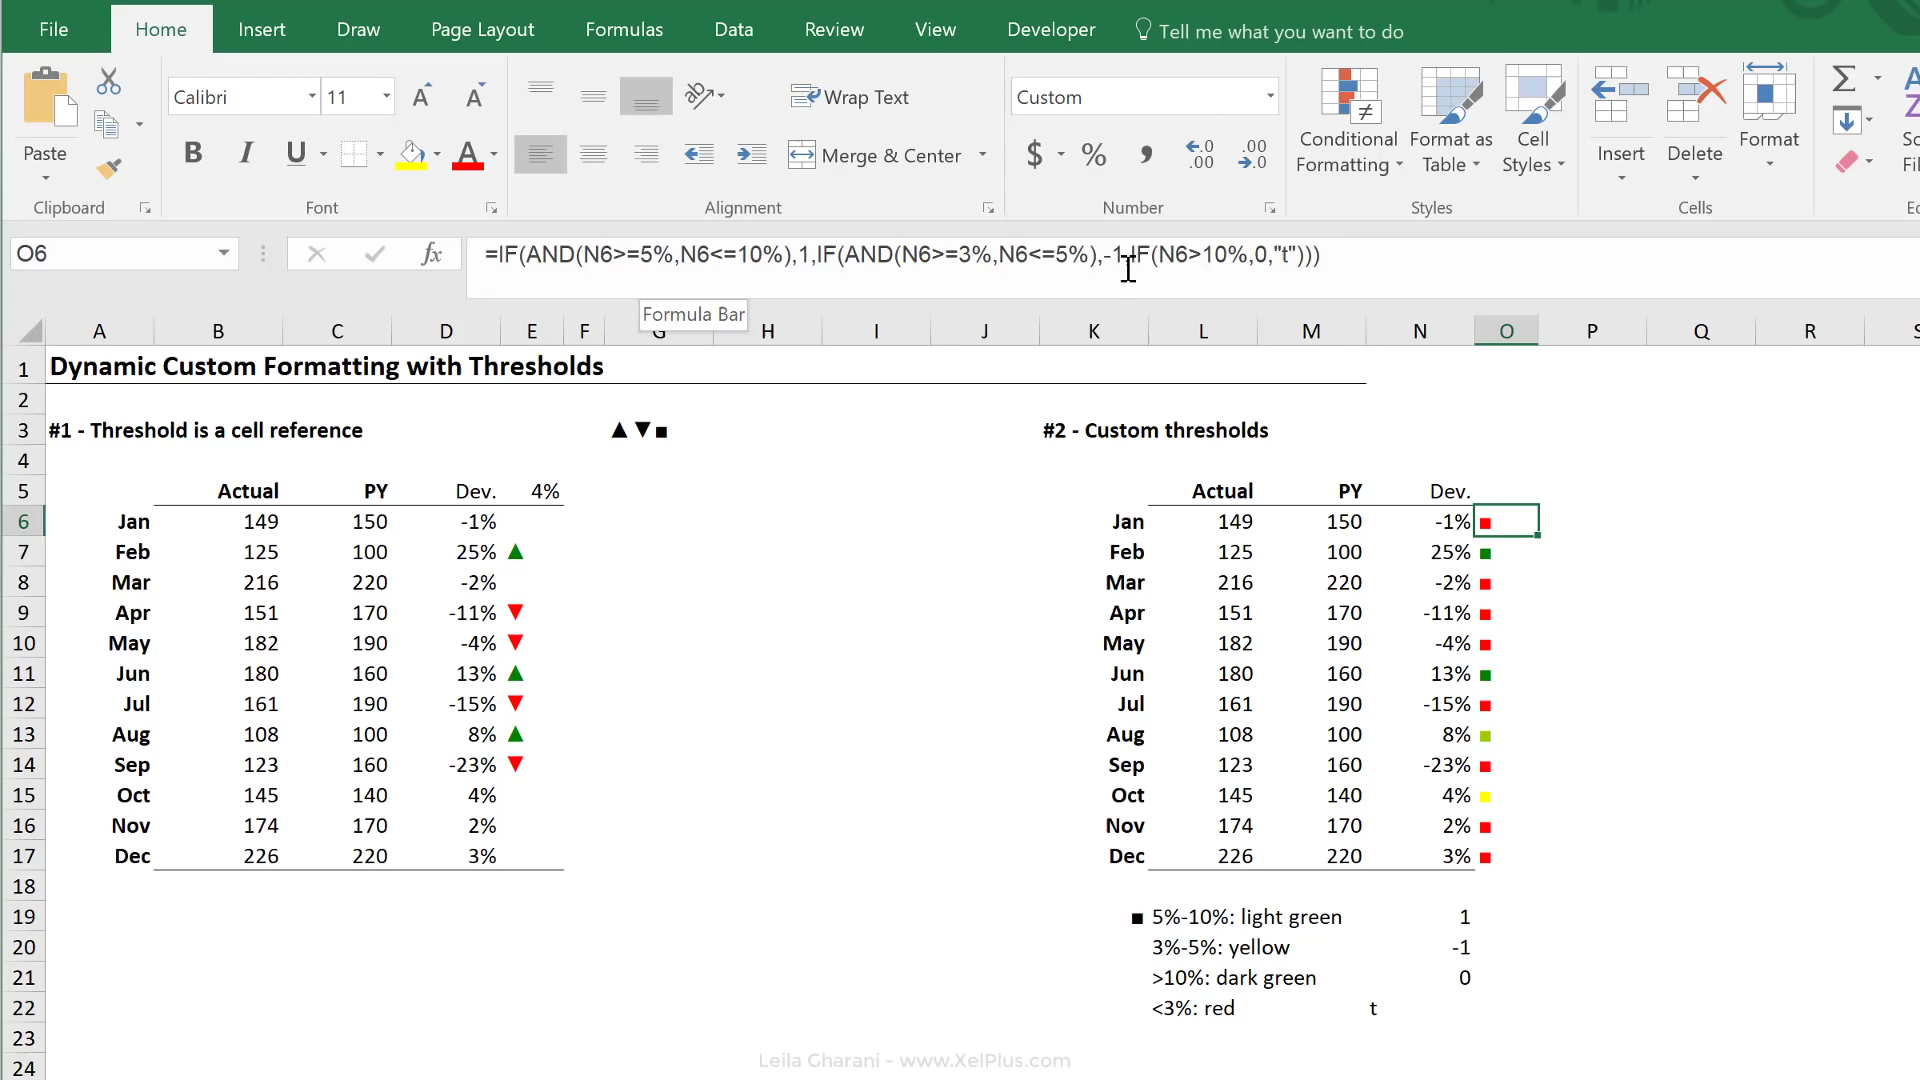 File Home Insert Draw Page Layout Formulas Data Review View Developer Tell me what you want to do
Calibri 11 A A ab Wrap Text Custom
Paste B I U A Merge & Center $ % , .0 .00 .00 .0 Conditional Formatting Format as Table Cell Styles Insert Delete Format
Clipboard Font Alignment Number Styles Cells
O6 fx =IF(AND(N6>=5%,N6<=10%),1,IF(AND(N6>=3%,N6<=5%),-1,IF(N6>10%,0,"t")))
Formula Bar
A B C D E F G H I J K L M N O P Q R S
1 Dynamic Custom Formatting with Thresholds
2
3 #1 - Threshold is a cell reference ▲▼■ #2 - Custom thresholds
4
5 Actual PY Dev. 4% Actual PY Dev.
6 Jan 149 150 -1% Jan 149 150 -1% ■
7 Feb 125 100 25% ▲ Feb 125 100 25% ■
8 Mar 216 220 -2% Mar 216 220 -2% ■
9 Apr 151 170 -11% ▼ Apr 151 170 -11% ■
10 May 182 190 -4% ▼ May 182 190 -4% ■
11 Jun 180 160 13% ▲ Jun 180 160 13% ■
12 Jul 161 190 -15% ▼ Jul 161 190 -15% ■
13 Aug 108 100 8% ▲ Aug 108 100 8% ■
14 Sep 123 160 -23% ▼ Sep 123 160 -23% ■
15 Oct 145 140 4% Oct 145 140 4% ■
16 Nov 174 170 2% Nov 174 170 2% ■
17 Dec 226 220 3% Dec 226 220 3% ■
18
19 ■ 5%-10%: light green 1
20 3%-5%: yellow -1
21 >10%: dark green 0
22 <3%: red t
23
24
Leila Gharani - www.XelPlus.com